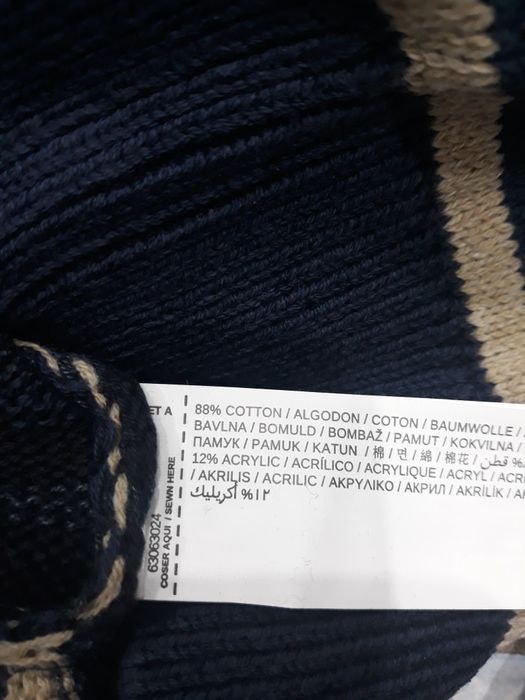 88% COTTON / ALGODON / COTON / BAUMWOLLE /
BAVLNA / BOMULD / BOMBAŽ / PAMUT / KOKVILNA /
ПАМУК / PAMUK / KATUN / 棉 / 면 / 綿 / 棉花 / قطن %
12% ACRYLIC / ACRÍLICO / ACRYLIQUE / ACRYL /
/ AKRILIS / ACRILIC / ΑΚΡΥΛΙΚΟ / АКРИЛ / AKRİLİK /
١٢% أكريليك
ET A
63063024
COSER AQUI / SEWN HERE